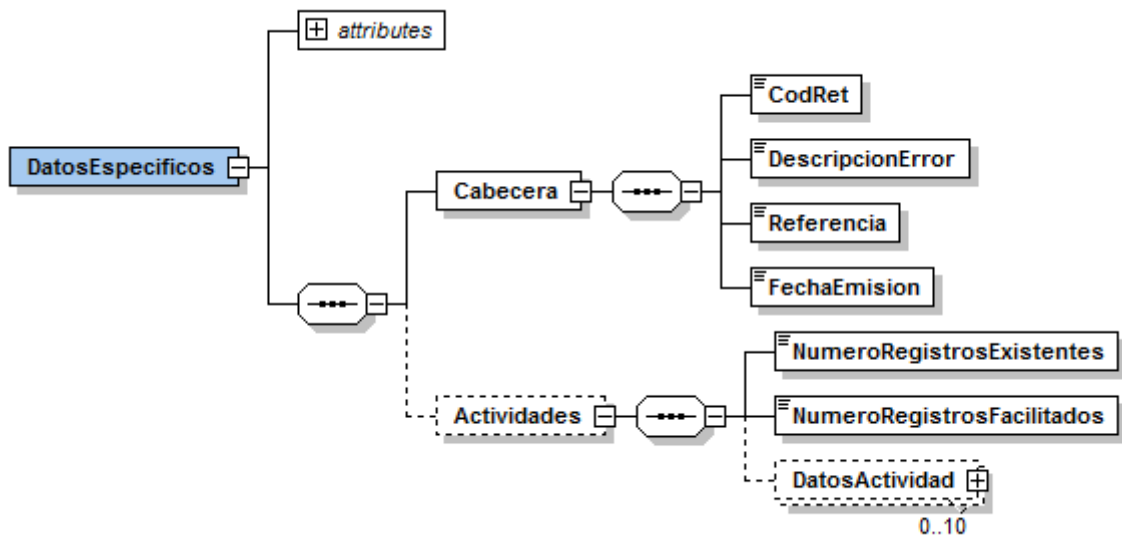 attributes
DatosEspecificos
Cabecera
CodRet
DescripcionError
Referencia
FechaEmision
Actividades
NumeroRegistrosExistentes
NumeroRegistrosFacilitados
DatosActividad
0..10